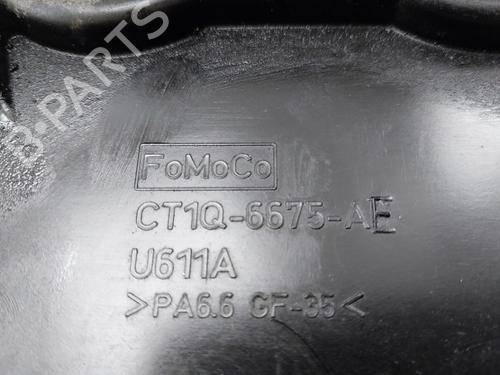 B-PARTS
FoMoCo
CT1Q-6675-AE
U611A
>PA6.6 GF-35<